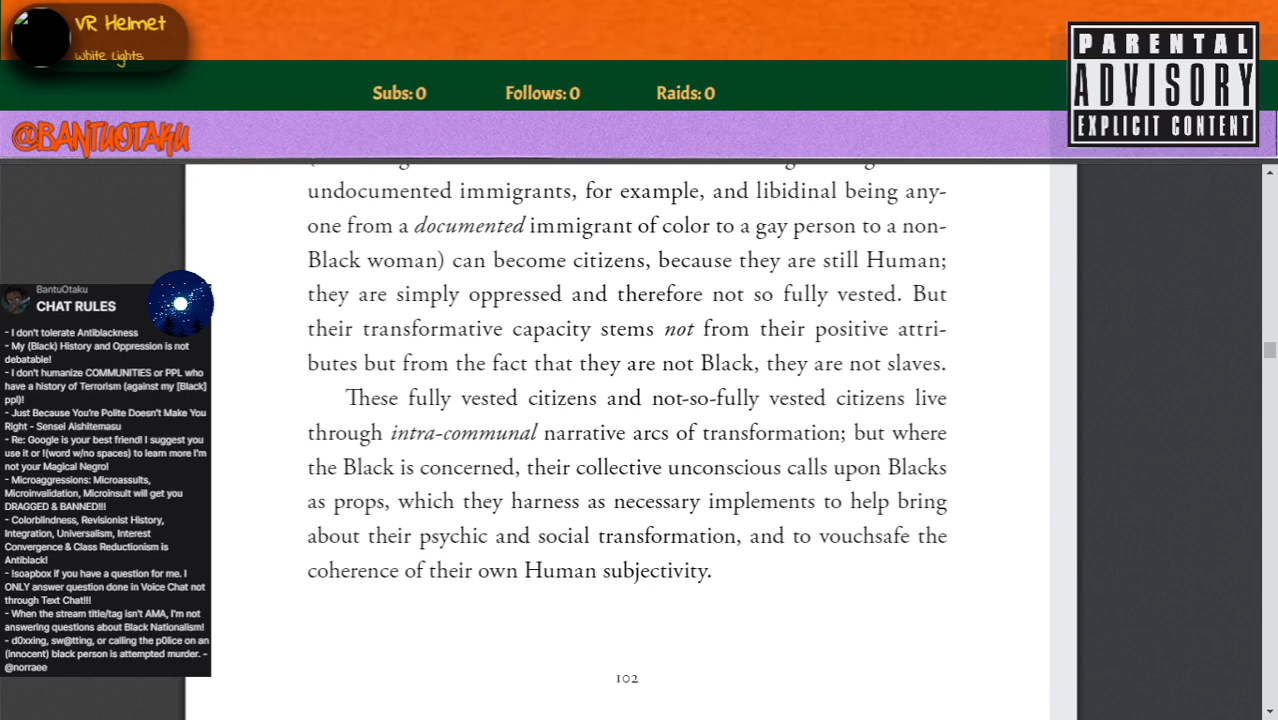 VR Helmet
White Lights
PARENTAL
ADVISORY
EXPLICIT CONTENT
Subs: 0
Follows: 0
Raids: 0
@BANTUOTAKU
undocumented immigrants, for example, and libidinal being any-
one from a documented immigrant of color to a gay person to a non-
Black woman) can become citizens, because they are still Human;
they are simply oppressed and therefore not so fully vested. But
their transformative capacity stems not from their positive attri-
butes but from the fact that they are not Black, they are not slaves.
These fully vested citizens and not-so-fully vested citizens live
through intra-communal narrative arcs of transformation; but where
the Black is concerned, their collective unconscious calls upon Blacks
as props, which they harness as necessary implements to help bring
about their psychic and social transformation, and to vouchsafe the
coherence of their own Human subjectivity.
102
BantuOtaku
CHAT RULES
- I don't tolerate Antiblackness
- My (Black) History and Oppression is not
debatable!
- I don't humanize COMMUNITIES or PPL who
have a history of Terrorism (against my [Black]
ppl)!
- Just Because You're Polite Doesn't Make You
Right - Sensei Aishitemasu
- Re: Google is your best friend! I suggest you
use it or !(word w/no spaces) to learn more I'm
not your Magical Negro!
- Microaggressions: Microassults,
Microinvalidation, Microinsult will get you
DRAGGED & BANNED!!!
- Colorblindness, Revisionist History,
Integration, Universalism, Interest
Convergence & Class Reductionism is
Antiblack!
- !soapbox if you have a question for me. I
ONLY answer question done in Voice Chat not
through Text Chat!!!
- When the stream title/tag isn't AMA, I'm not
answering questions about Black Nationalism!
- d0xxing, sw@tting, or calling the p0lice on an
(innocent) black person is attempted murder. -
@norraee